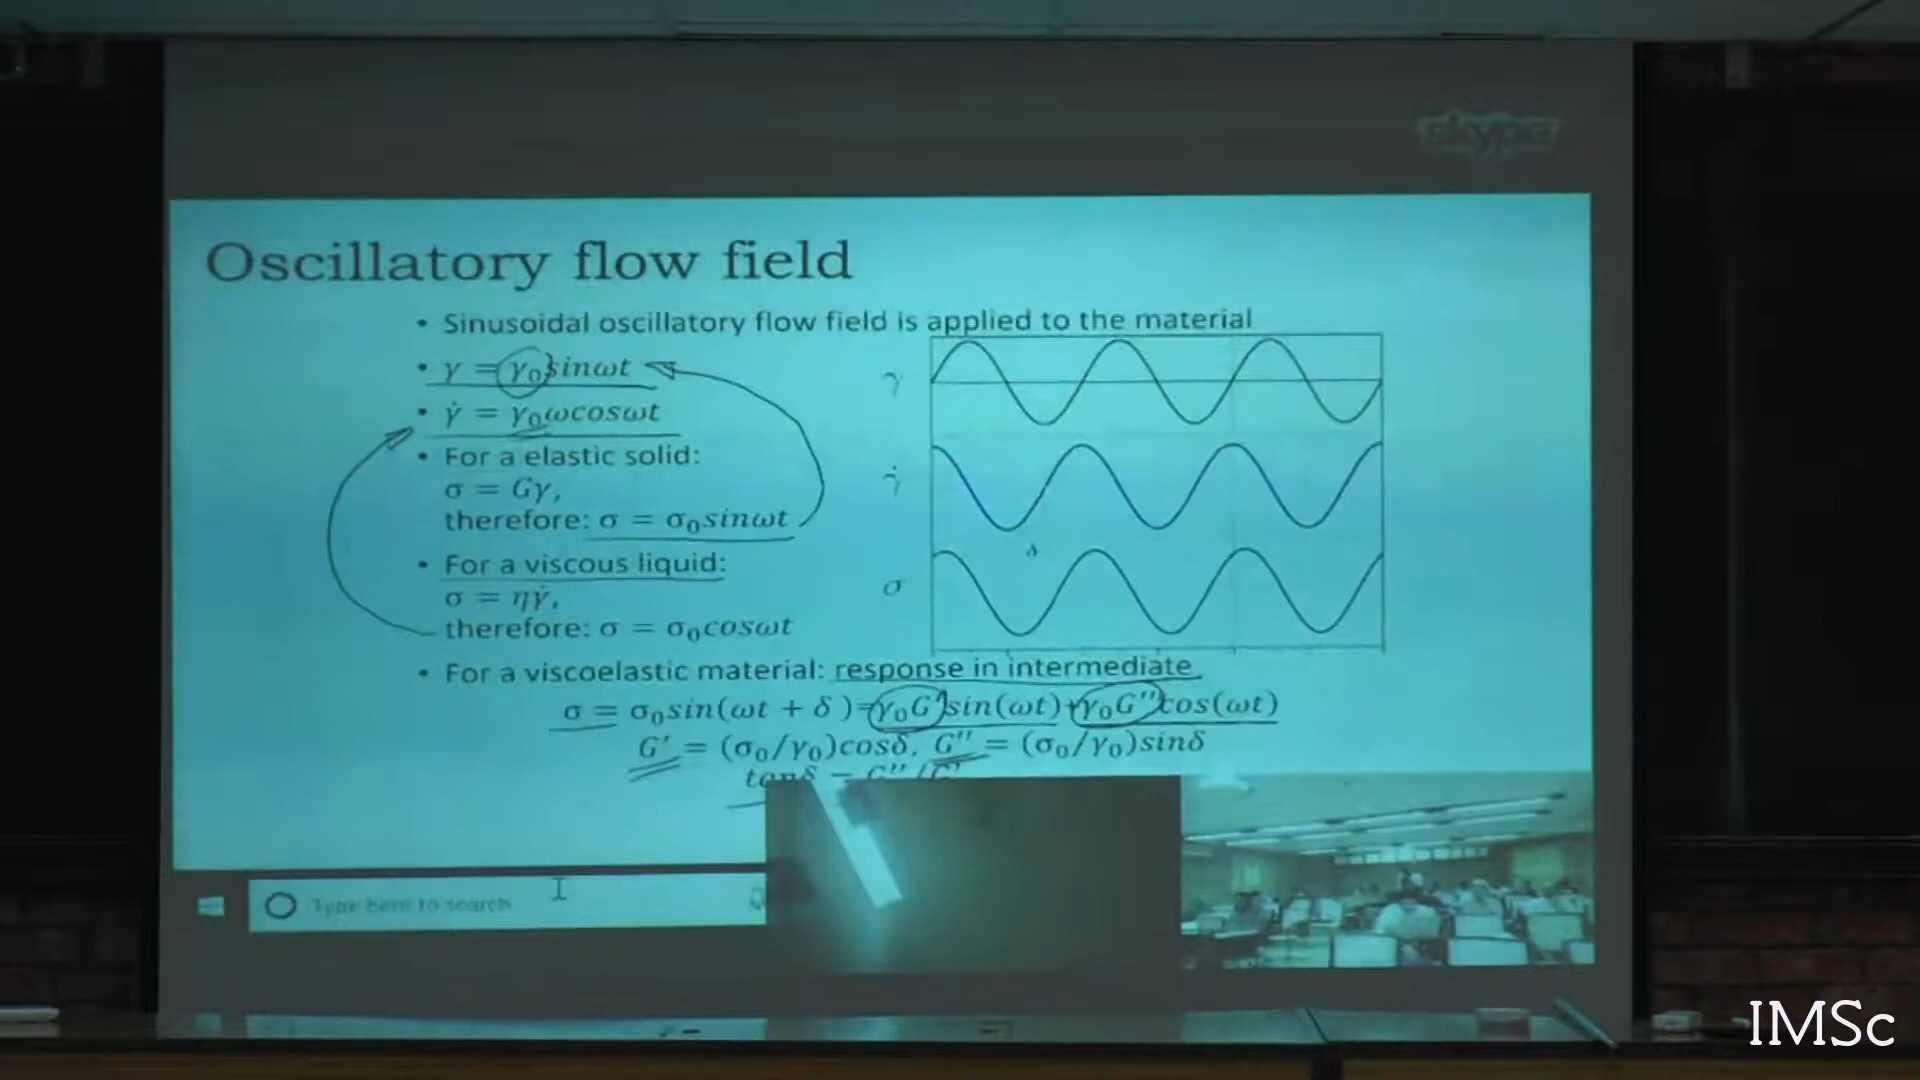 skype
Oscillatory flow field
• Sinusoidal oscillatory flow field is applied to the material
• γ = γ₀sinωt
• γ̇ = γ₀ωcosωt
• For a elastic solid:
σ = Gγ,
therefore: σ = σ₀sinωt
• For a viscous liquid:
σ = ηγ̇,
therefore: σ = σ₀cosωt
γ
γ̇
δ
σ
• For a viscoelastic material: response in intermediate
σ = σ₀sin(ωt + δ)=γ₀G'sin(ωt)+γ₀G''cos(ωt)
G' = (σ₀/γ₀)cosδ, G'' = (σ₀/γ₀)sinδ
tanδ = G''/G'
Type here to search
IMSc